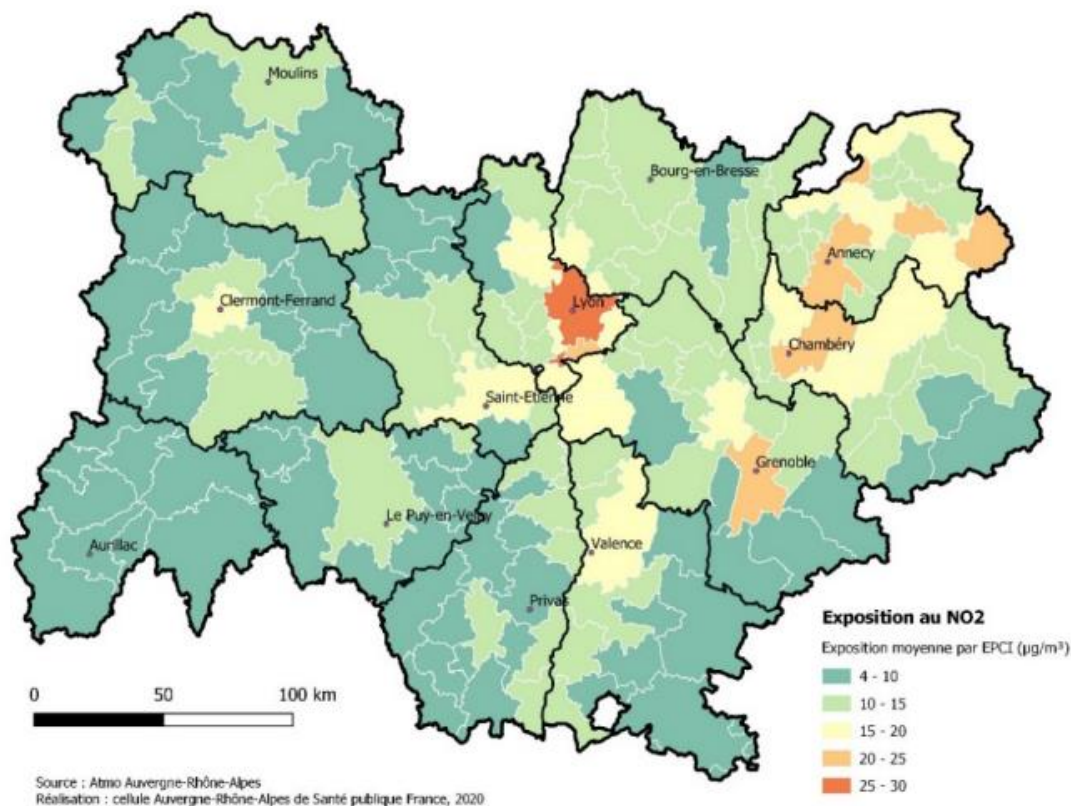 Moulins
Bourg-en-Bresse
Annecy
Clermont-Ferrand
Lyon
Chambéry
Saint-Etienne
Grenoble
Le Puy-en-Velay
Valence
Aurillac
Privas
Exposition au NO2
Exposition moyenne par EPCI (µg/m³)
4 - 10
10 - 15
15 - 20
20 - 25
25 - 30
0 50 100 km
Source : Atmo Auvergne-Rhône-Alpes
Réalisation : cellule Auvergne-Rhône-Alpes de Santé publique France, 2020